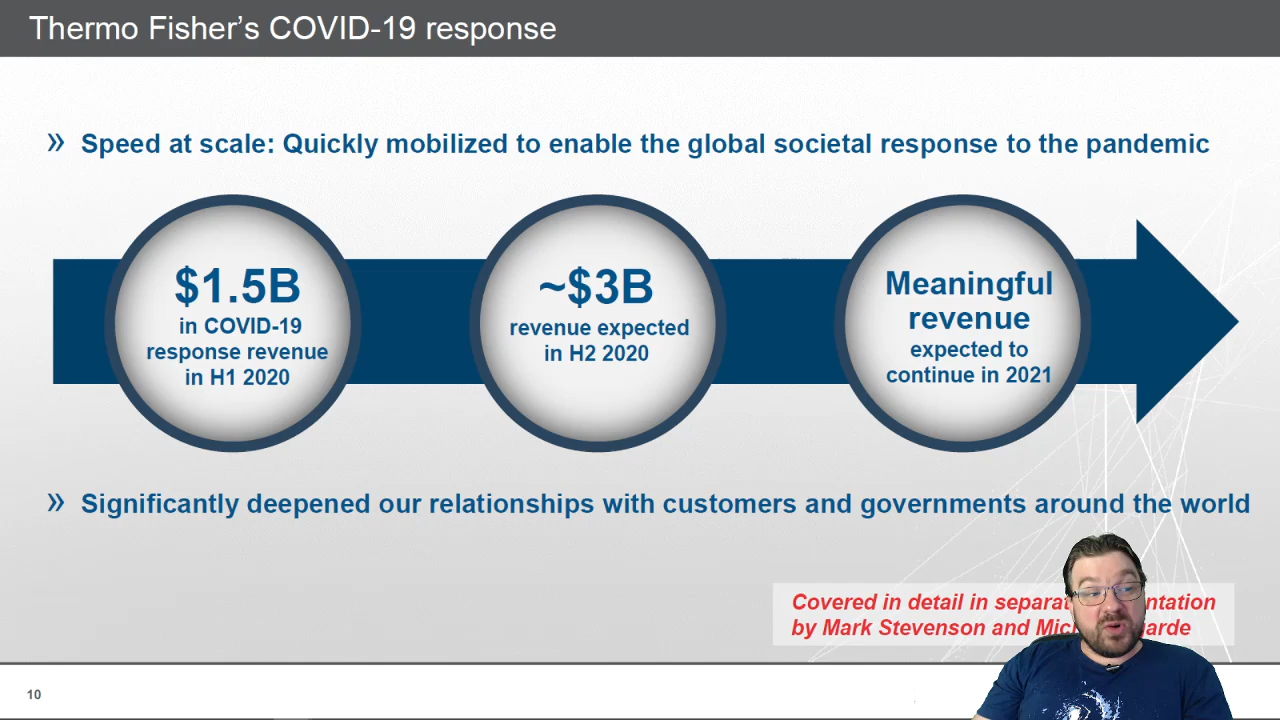 Thermo Fisher’s COVID-19 response
» Speed at scale: Quickly mobilized to enable the global societal response to the pandemic
$1.5B
in COVID-19
response revenue
in H1 2020
~$3B
revenue expected
in H2 2020
Meaningful
revenue
expected to
continue in 2021
» Significantly deepened our relationships with customers and governments around the world
Covered in detail in
by Mark Stevenson and
10